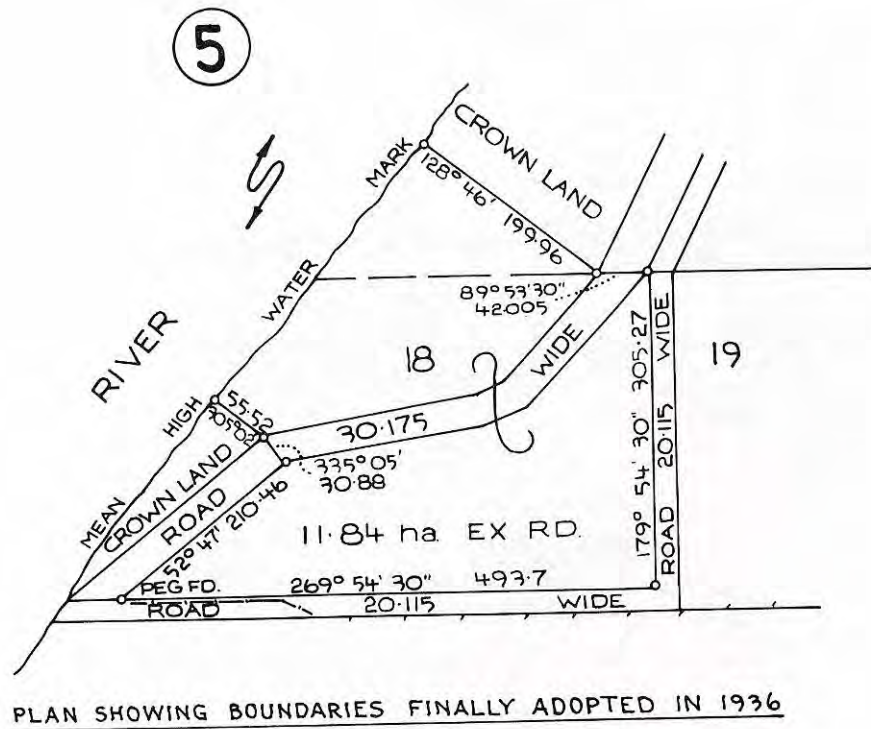 5
CROWN LAND
MARK
128° 46' 199.96
WATER
89° 53' 30"
42.005
RIVER
18
WIDE
305.27
WIDE
19
HIGH
55.52
305°02'
30.175
335° 05'
30.88
179° 54' 30"
20.115
ROAD
MEAN
CROWN LAND
ROAD
52° 47' 210.46
11.84 ha. EX RD.
PEG FD.
269° 54' 30" 493.7
ROAD
20.115
WIDE
PLAN SHOWING BOUNDARIES FINALLY ADOPTED IN 1936